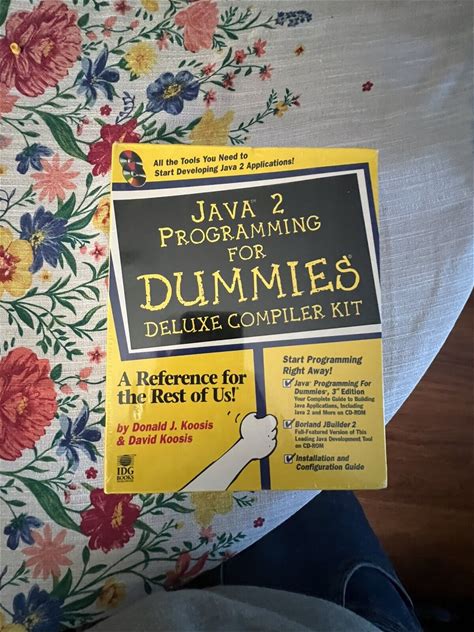 All the Tools You Need to
Start Developing Java 2 Applications!
JAVA™ 2
PROGRAMMING
FOR
DUMMIES®
DELUXE COMPILER KIT
A Reference for
the Rest of Us!®
by Donald J. Koosis
& David Koosis
IDG
BOOKS
Start Programming
Right Away!
Java® Programming For
Dummies®, 3rd Edition
Your Complete Guide to Building
Java Applications, Including
Java 2 and More on CD-ROM
Borland JBuilder 2
Full-Featured Version of This
Leading Java Development Tool
on CD-ROM
Installation and
Configuration Guide